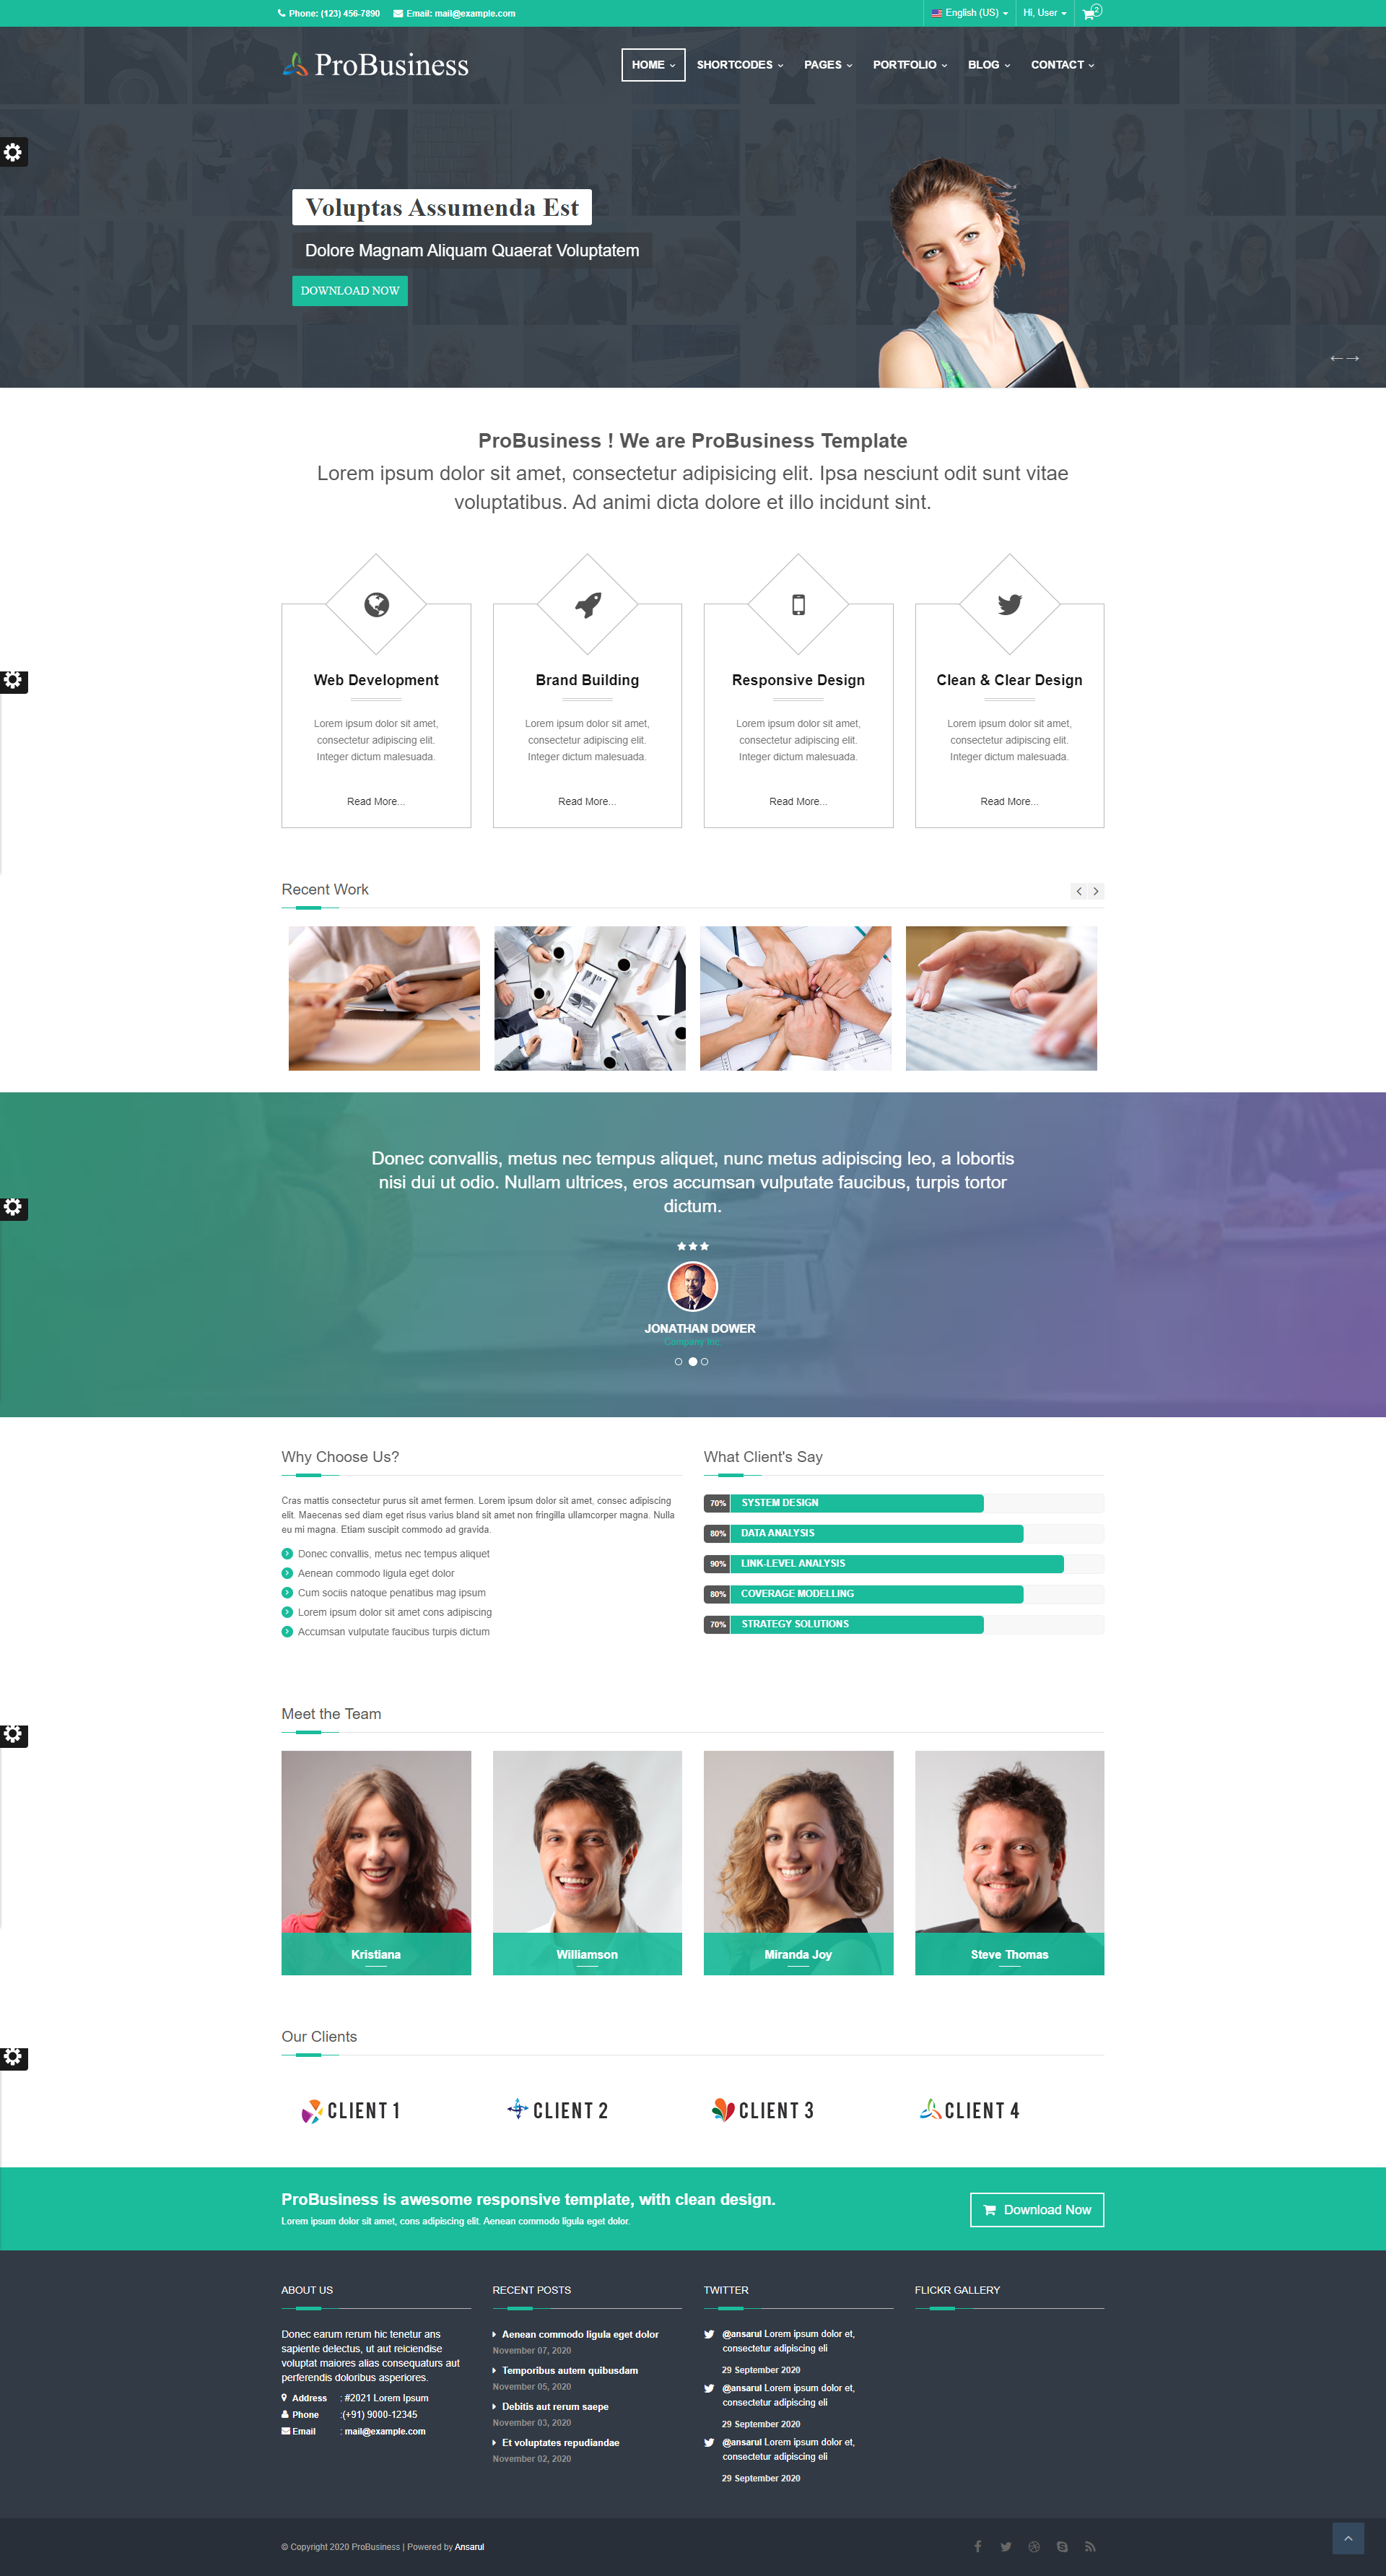 Phone: (123) 456-7890 Email: mail@example.com English (US) Hi, User 2
ProBusiness HOME SHORTCODES PAGES PORTFOLIO BLOG CONTACT
Voluptas Assumenda Est
Dolore Magnam Aliquam Quaerat Voluptatem
DOWNLOAD NOW
ProBusiness ! We are ProBusiness Template
Lorem ipsum dolor sit amet, consectetur adipisicing elit. Ipsa nesciunt odit sunt vitae
voluptatibus. Ad animi dicta dolore et illo incidunt sint.
Web Development
Lorem ipsum dolor sit amet,
consectetur adipiscing elit.
Integer dictum malesuada.
Read More...
Brand Building
Lorem ipsum dolor sit amet,
consectetur adipiscing elit.
Integer dictum malesuada.
Read More...
Responsive Design
Lorem ipsum dolor sit amet,
consectetur adipiscing elit.
Integer dictum malesuada.
Read More...
Clean & Clear Design
Lorem ipsum dolor sit amet,
consectetur adipiscing elit.
Integer dictum malesuada.
Read More...
Recent Work
Donec convallis, metus nec tempus aliquet, nunc metus adipiscing leo, a lobortis
nisi dui ut odio. Nullam ultrices, eros accumsan vulputate faucibus, turpis tortor
dictum.
JONATHAN DOWER
Company Inc.
Why Choose Us?
Cras mattis consectetur purus sit amet fermen. Lorem ipsum dolor sit amet, consec adipiscing
elit. Maecenas sed diam eget risus varius bland sit amet non fringilla ullamcorper magna. Nulla
eu mi magna. Etiam suscipit commodo ad gravida.
Donec convallis, metus nec tempus aliquet
Aenean commodo ligula eget dolor
Cum sociis natoque penatibus mag ipsum
Lorem ipsum dolor sit amet cons adipiscing
Accumsan vulputate faucibus turpis dictum
What Client's Say
70% SYSTEM DESIGN
80% DATA ANALYSIS
90% LINK-LEVEL ANALYSIS
80% COVERAGE MODELLING
70% STRATEGY SOLUTIONS
Meet the Team
Kristiana
Williamson
Miranda Joy
Steve Thomas
Our Clients
CLIENT 1
CLIENT 2
CLIENT 3
CLIENT 4
ProBusiness is awesome responsive template, with clean design.
Lorem ipsum dolor sit amet, cons adipiscing elit. Aenean commodo ligula eget dolor.
Download Now
ABOUT US
Donec earum rerum hic tenetur ans
sapiente delectus, ut aut reiciendise
voluptat maiores alias consequaturs aut
perferendis doloribus asperiores.
Address : #2021 Lorem Ipsum
Phone :(+91) 9000-12345
Email : mail@example.com
RECENT POSTS
Aenean commodo ligula eget dolor
November 07, 2020
Temporibus autem quibusdam
November 05, 2020
Debitis aut rerum saepe
November 03, 2020
Et voluptates repudiandae
November 02, 2020
TWITTER
@ansarul Lorem ipsum dolor et,
consectetur adipiscing eli
29 September 2020
@ansarul Lorem ipsum dolor et,
consectetur adipiscing eli
29 September 2020
@ansarul Lorem ipsum dolor et,
consectetur adipiscing eli
29 September 2020
FLICKR GALLERY
© Copyright 2020 ProBusiness | Powered by Ansarul